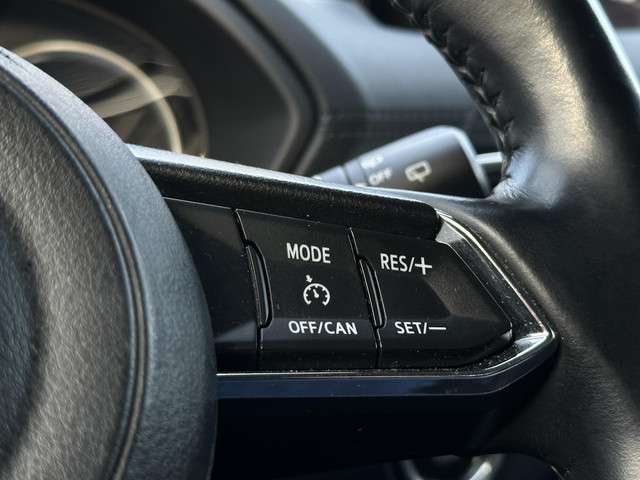 OFF
MODE
RES/+
OFF/CAN
SET/−